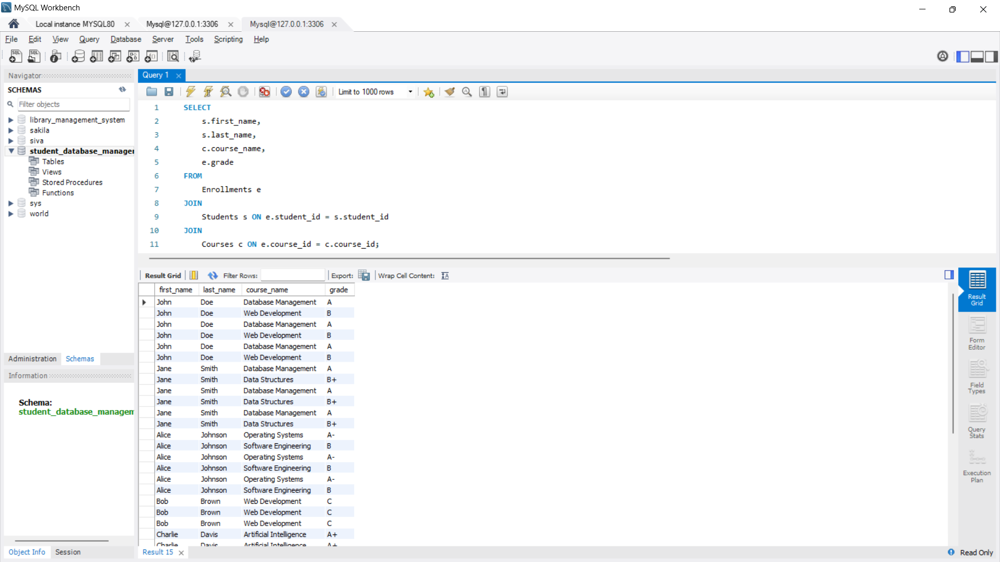 MySQL Workbench
Local instance MYSQL80
Mysql@127.0.0.1:3306
Mysql@127.0.0.1:3306
File Edit View Query Database Server Tools Scripting Help
Navigator
SCHEMAS
Filter objects
library_management_system
sakila
siva
student_database_manager
Tables
Views
Stored Procedures
Functions
sys
world
Administration Schemas
Information
Schema:
student_database_managem
Object Info Session
Query 1
Limit to 1000 rows
1 SELECT
2 s.first_name,
3 s.last_name,
4 c.course_name,
5 e.grade
6 FROM
7 Enrollments e
8 JOIN
9 Students s ON e.student_id = s.student_id
10 JOIN
11 Courses c ON e.course_id = c.course_id;
Result Grid Filter Rows: Export: Wrap Cell Content:
first_name last_name course_name grade
John Doe Database Management A
John Doe Web Development B
John Doe Database Management A
John Doe Web Development B
John Doe Database Management A
John Doe Web Development B
Jane Smith Database Management A
Jane Smith Data Structures B+
Jane Smith Database Management A
Jane Smith Data Structures B+
Jane Smith Database Management A
Jane Smith Data Structures B+
Alice Johnson Operating Systems A-
Alice Johnson Software Engineering B
Alice Johnson Operating Systems A-
Alice Johnson Software Engineering B
Alice Johnson Operating Systems A-
Alice Johnson Software Engineering B
Bob Brown Web Development C
Bob Brown Web Development C
Bob Brown Web Development C
Charlie Davis Artificial Intelligence A+
Charlie Davis Artificial Intelligence A+
Result
Grid
Form
Editor
Field
Types
Query
Stats
Execution
Plan
Result 15
Read Only